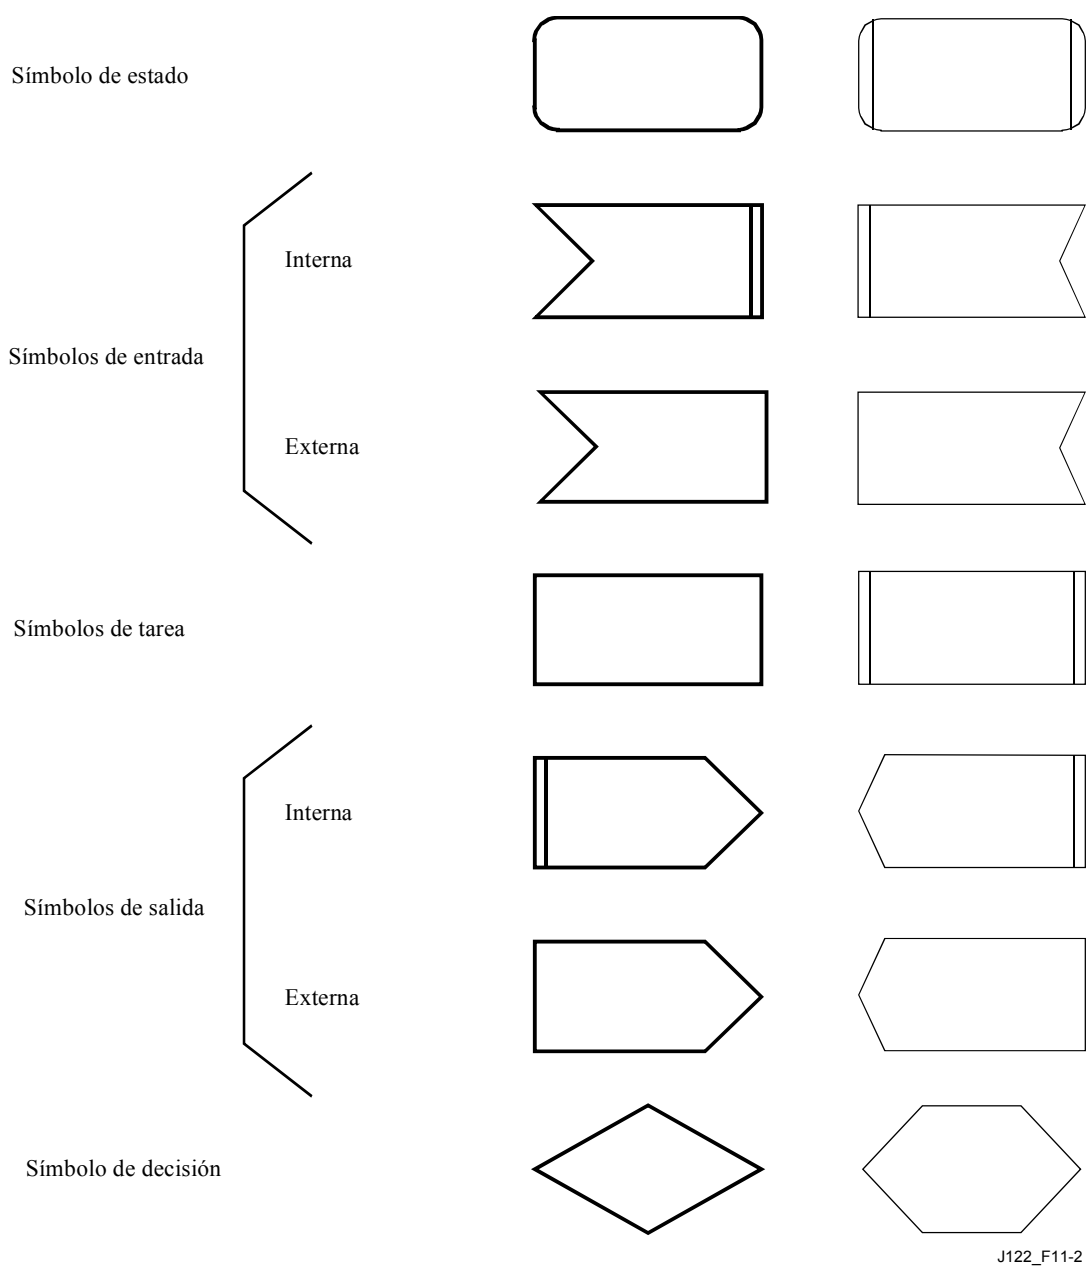 Símbolo de estado
Interna
Símbolos de entrada
Externa
Símbolos de tarea
Interna
Símbolos de salida
Externa
Símbolo de decisión
J122_F11-2